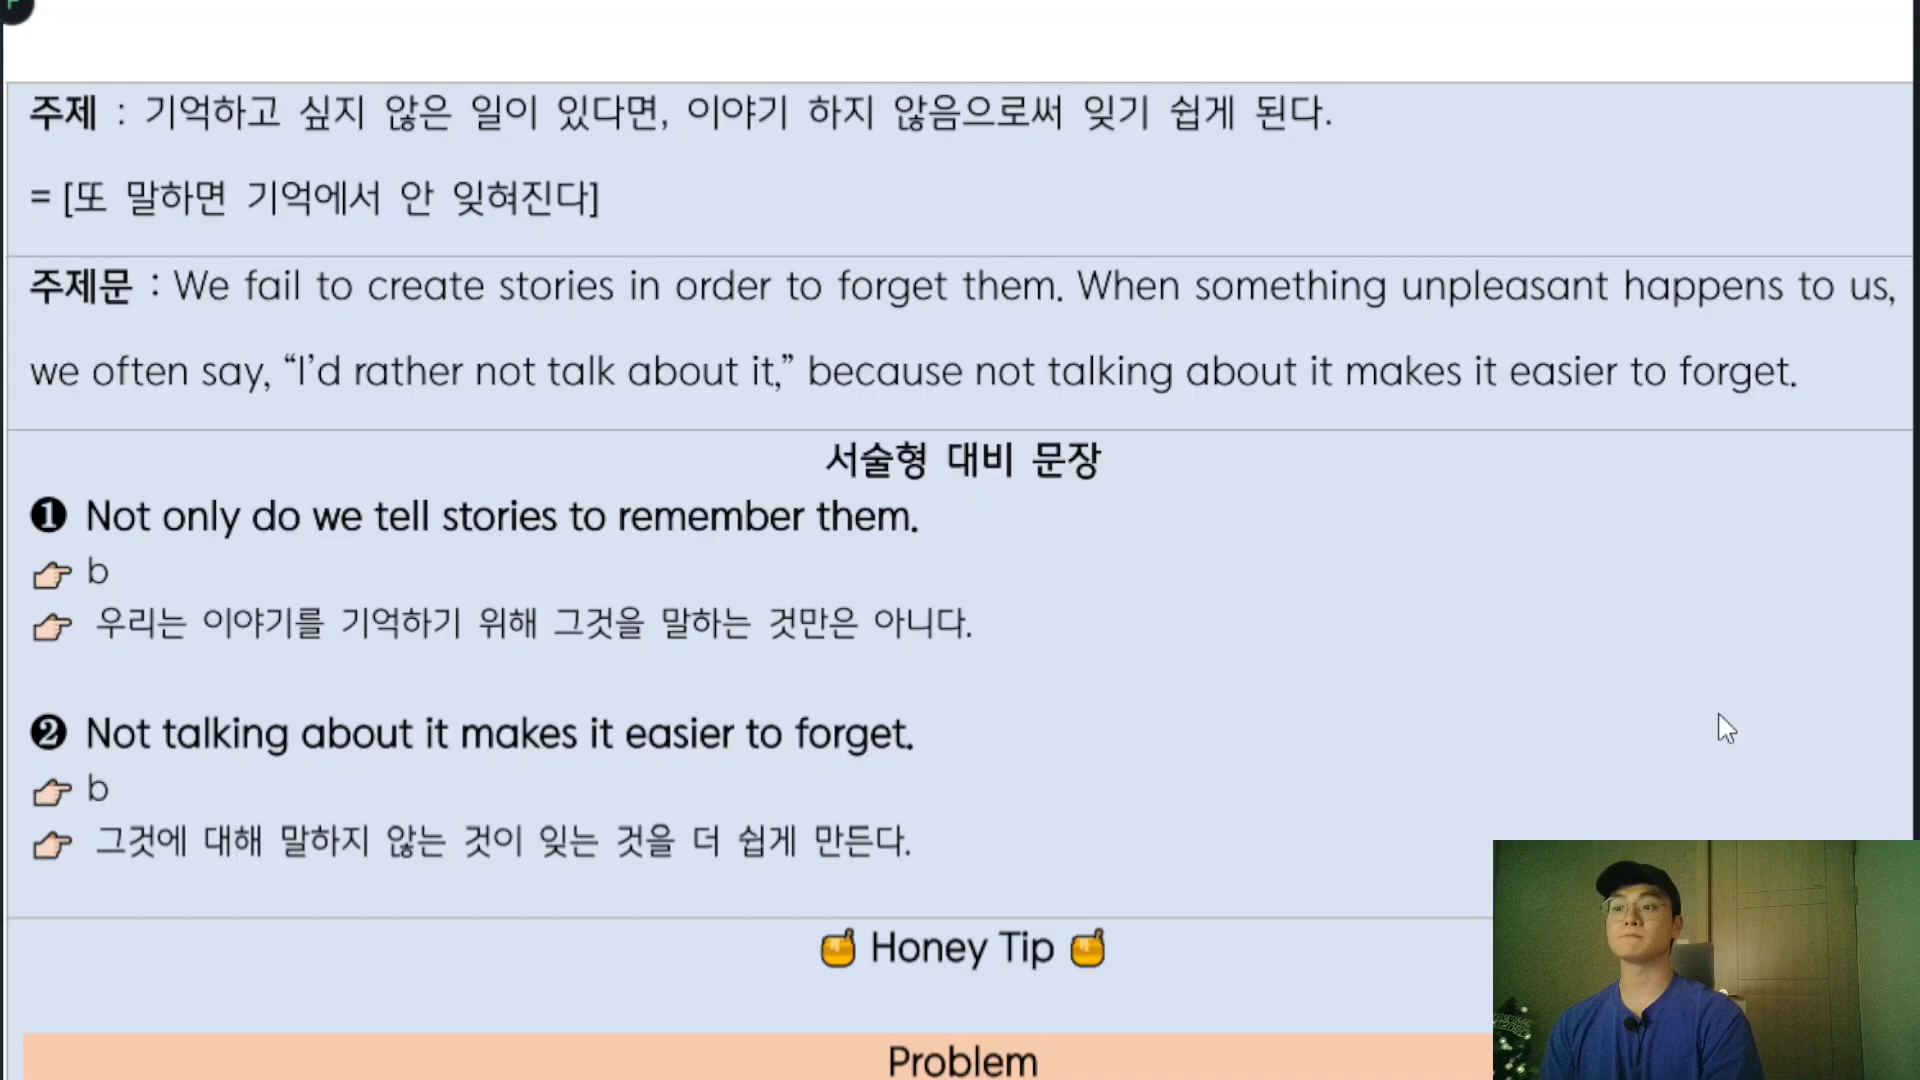 주제 : 기억하고 싶지 않은 일이 있다면, 이야기 하지 않음으로써 잊기 쉽게 된다.
= [또 말하면 기억에서 안 잊혀진다]
주제문 : We fail to create stories in order to forget them. When something unpleasant happens to us,
we often say, “I’d rather not talk about it,” because not talking about it makes it easier to forget.
서술형 대비 문장
❶ Not only do we tell stories to remember them.
👉 b
👉 우리는 이야기를 기억하기 위해 그것을 말하는 것만은 아니다.
❷ Not talking about it makes it easier to forget.
👉 b
👉 그것에 대해 말하지 않는 것이 잊는 것을 더 쉽게 만든다.
🍯 Honey Tip 🍯
Problem